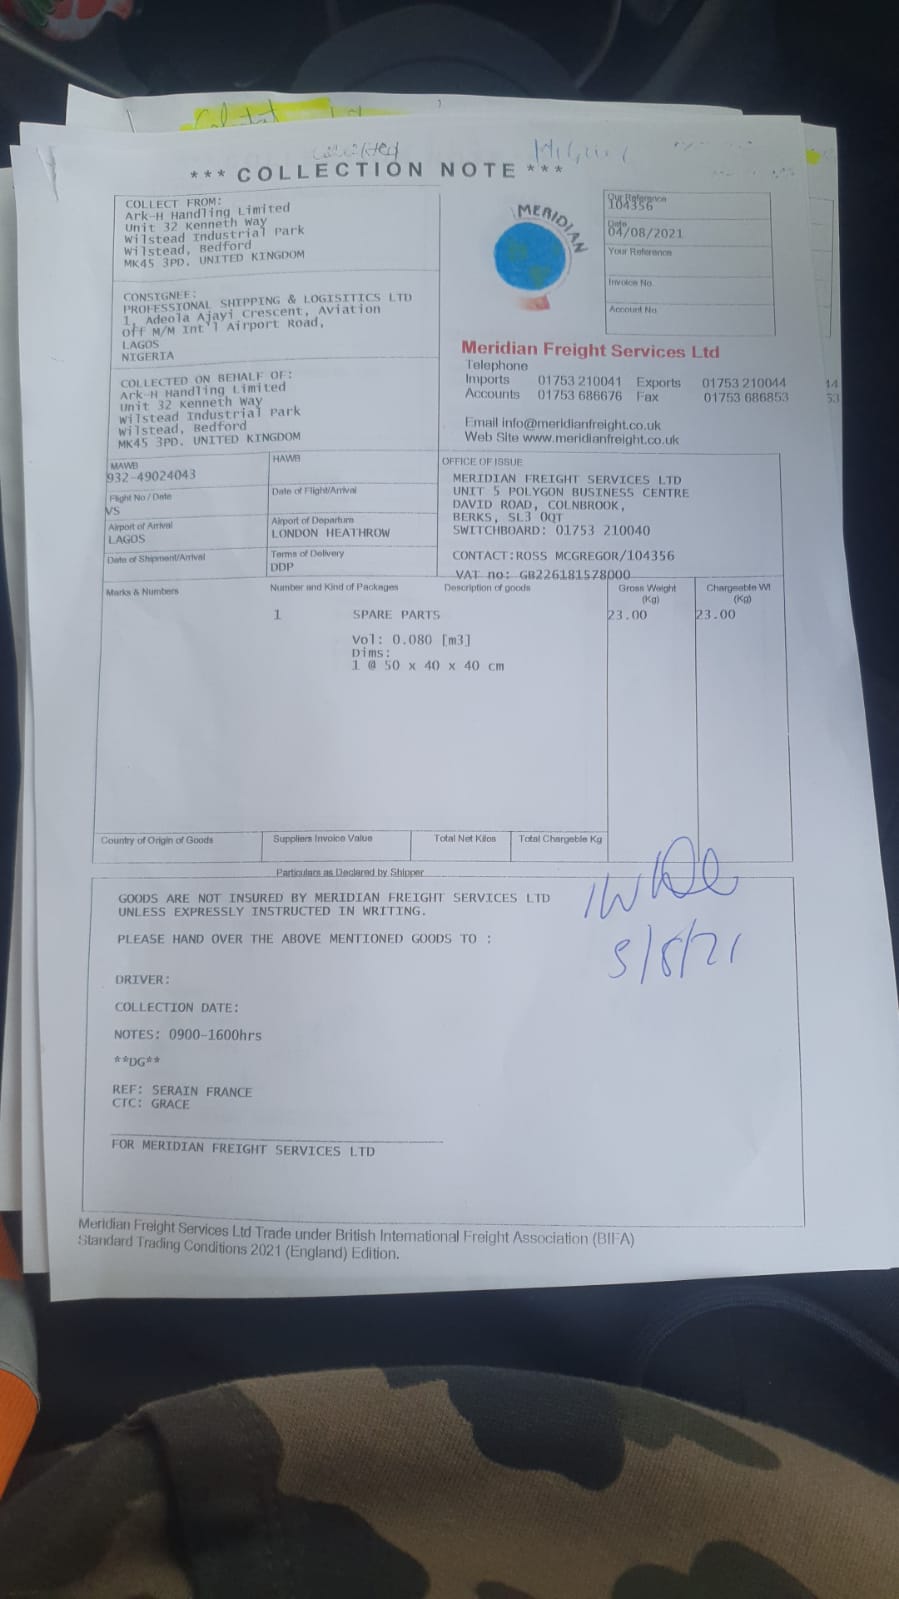 *** COLLECTION NOTE ***
COLLECT FROM:
Ark-H Handling Limited
Unit 32 Kenneth Way
Wilstead Industrial Park
Wilstead, Bedford
MK45 3PD. UNITED KINGDOM
CONSIGNEE:
PROFESSIONAL SHIPPING & LOGISITICS LTD
1, Adeola Ajayi Crescent, Aviation
Off M/M Int'l Airport Road,
LAGOS
NIGERIA
COLLECTED ON BEHALF OF:
Ark-H Handling Limited
Unit 32 Kenneth Way
Wilstead Industrial Park
Wilstead, Bedford
MK45 3PD. UNITED KINGDOM
MERIDIAN
Our Reference
104356
Date
04/08/2021
Your Reference
Invoice No.
Account No.
Meridian Freight Services Ltd
Telephone
Imports 01753 210041 Exports 01753 210044
Accounts 01753 686676 Fax 01753 686853
Email info@meridianfreight.co.uk
Web Site www.meridianfreight.co.uk
MAWB
932-49024043
HAWB
Flight No / Date
VS
Date of Flight/Arrival
Airport of Arrival
LAGOS
Airport of Departure
LONDON HEATHROW
Date of Shipment/Arrival
Terms of Delivery
DDP
OFFICE OF ISSUE
MERIDIAN FREIGHT SERVICES LTD
UNIT 5 POLYGON BUSINESS CENTRE
DAVID ROAD, COLNBROOK,
BERKS, SL3 0QT
SWITCHBOARD: 01753 210040
CONTACT:ROSS MCGREGOR/104356
VAT no: GB226181578000
Marks & Numbers Number and Kind of Packages Description of goods Gross Weight (Kg) Chargeable Wt (Kg)
1 SPARE PARTS 23.00 23.00
Vol: 0.080 [m3]
Dims:
1 @ 50 x 40 x 40 cm
Country of Origin of Goods Suppliers Invoice Value Total Net Kilos Total Chargeable Kg
Particulars as Declared by Shipper
GOODS ARE NOT INSURED BY MERIDIAN FREIGHT SERVICES LTD
UNLESS EXPRESSLY INSTRUCTED IN WRITING.
PLEASE HAND OVER THE ABOVE MENTIONED GOODS TO :
5/8/21
DRIVER:
COLLECTION DATE:
NOTES: 0900-1600hrs
**DG**
REF: SERAIN FRANCE
CTC: GRACE
FOR MERIDIAN FREIGHT SERVICES LTD
Meridian Freight Services Ltd Trade under British International Freight Association (BIFA)
Standard Trading Conditions 2021 (England) Edition.